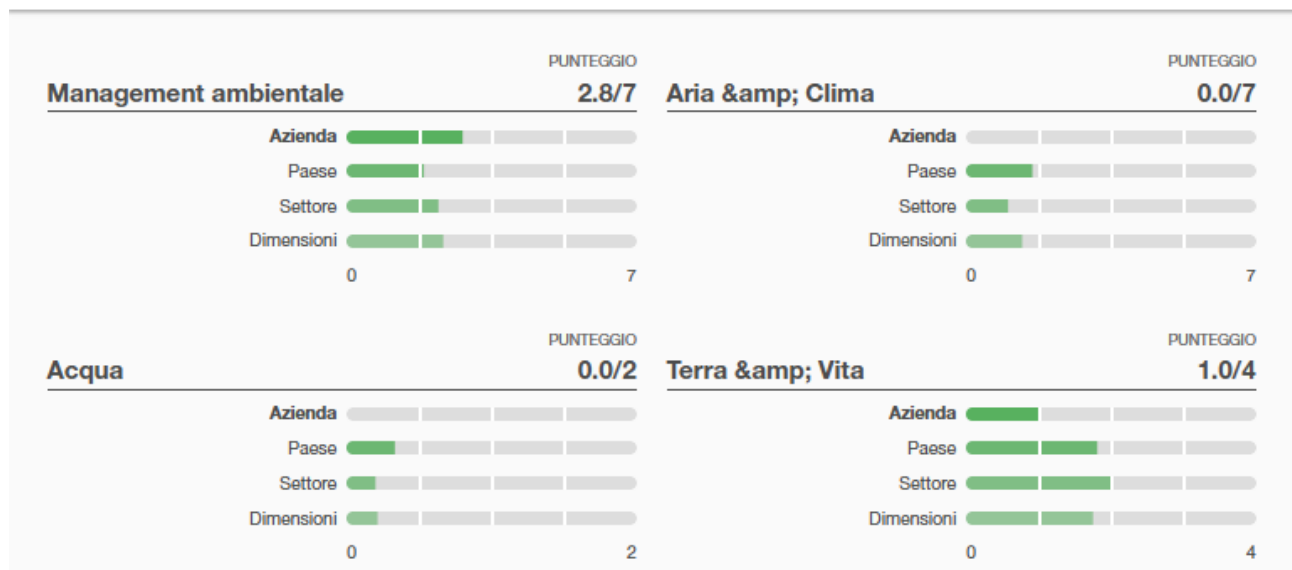 PUNTEGGIO
Management ambientale 2.8/7
Azienda
Paese
Settore
Dimensioni
0 7
PUNTEGGIO
Aria &amp; Clima 0.0/7
Azienda
Paese
Settore
Dimensioni
0 7
PUNTEGGIO
Acqua 0.0/2
Azienda
Paese
Settore
Dimensioni
0 2
PUNTEGGIO
Terra &amp; Vita 1.0/4
Azienda
Paese
Settore
Dimensioni
0 4